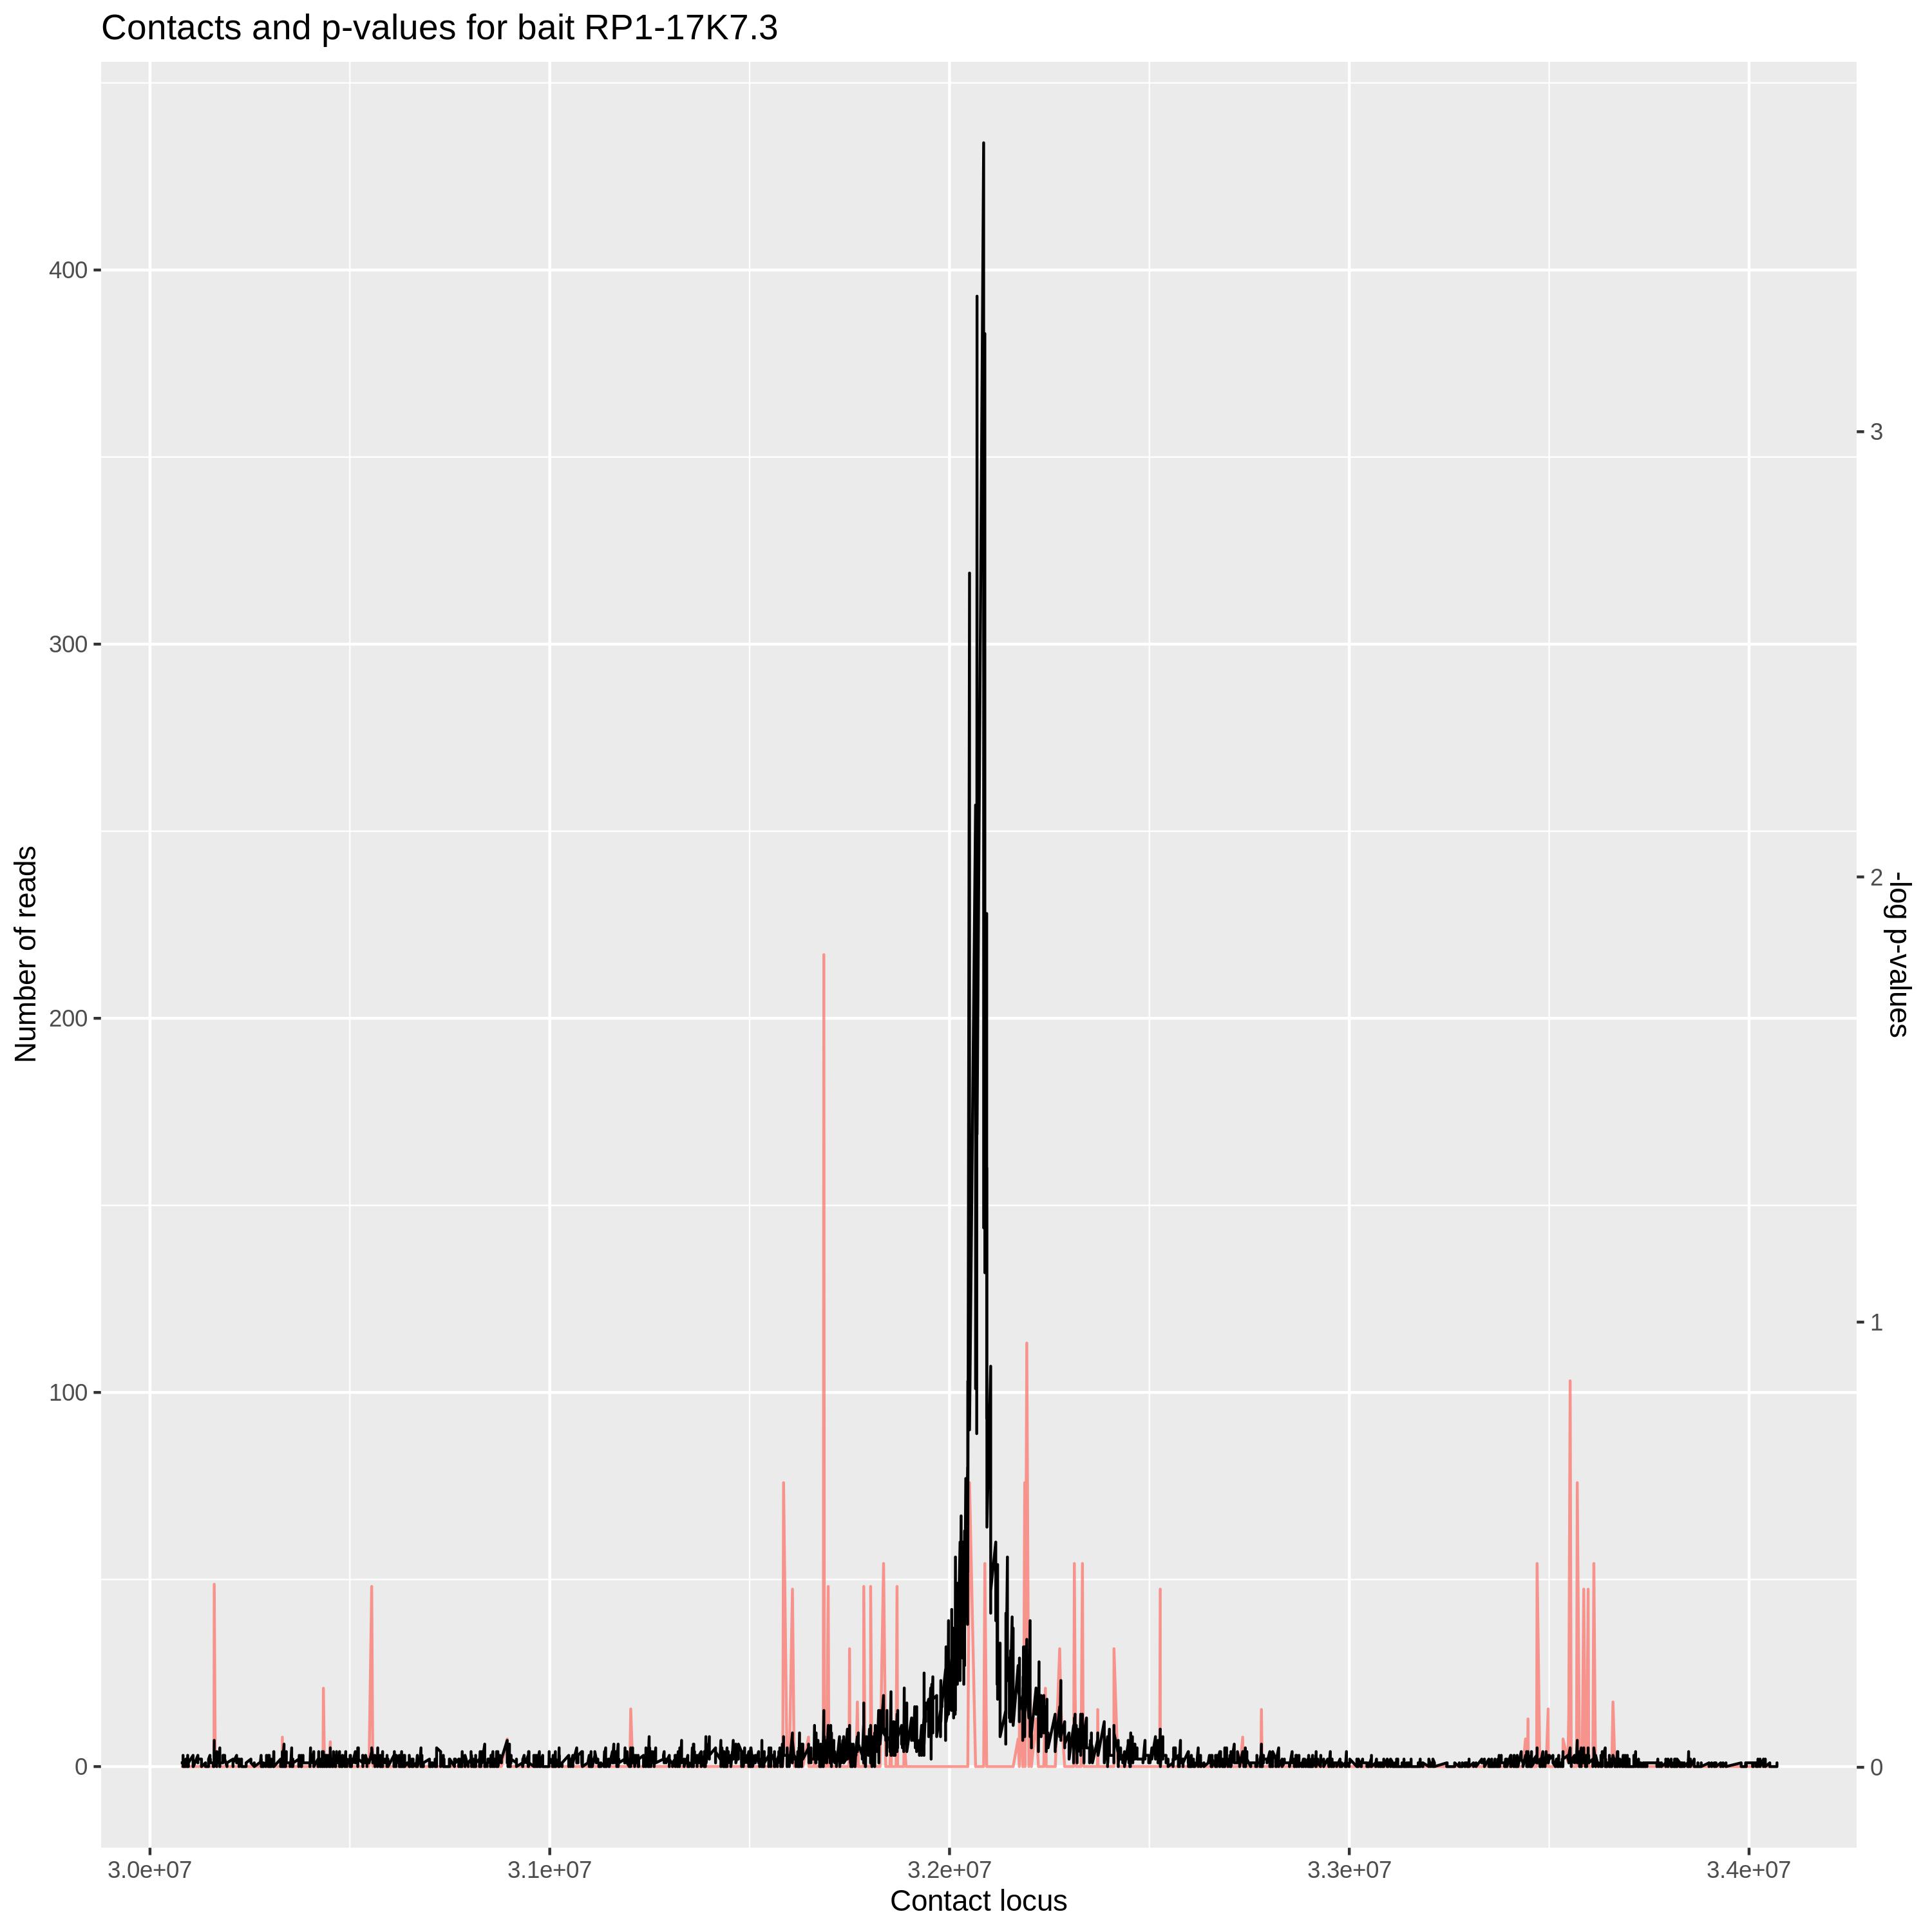 Contacts and p-values for bait RP1-17K7.3
Number of reads
400
300
200
100
0
3
2
1
0
-log p-values
3.0e+07
3.1e+07
3.2e+07
3.3e+07
3.4e+07
Contact locus